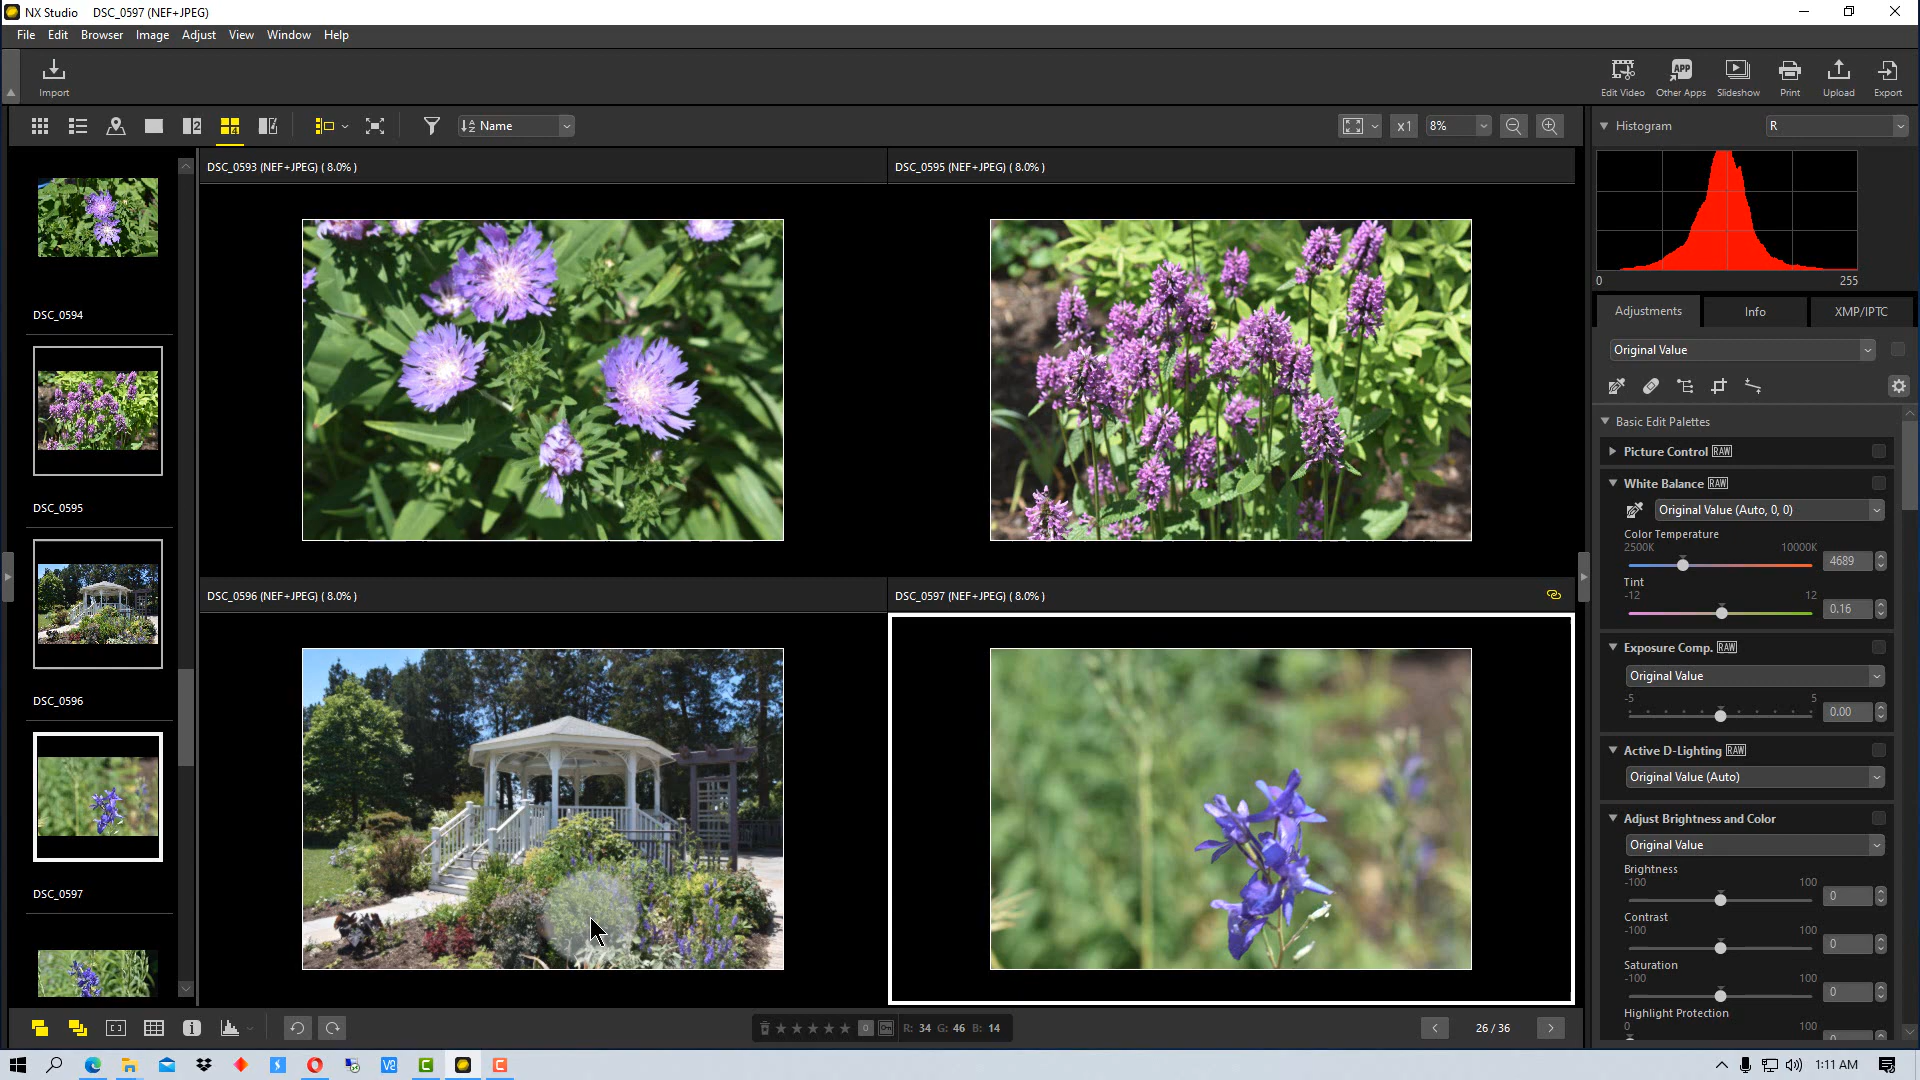 NX Studio DSC_0597 (NEF+JPEG)
File Edit Browser Image Adjust View Window Help
Import
APP
Edit Video Other Apps Slideshow Print Upload Export
2
4
Name
x1
8%
Histogram
R
DSC_0593 (NEF+JPEG) ( 8.0% )
DSC_0595 (NEF+JPEG) ( 8.0% )
0 255
DSC_0594
Adjustments Info XMP/IPTC
Original Value
Basic Edit Palettes
Picture Control RAW
White Balance RAW
Original Value (Auto, 0, 0)
Color Temperature
2500K 10000K
4689
Tint
-12 12
0.16
DSC_0595
DSC_0596 (NEF+JPEG) ( 8.0% )
DSC_0597 (NEF+JPEG) ( 8.0% )
Exposure Comp. RAW
Original Value
-5 5
0.00
DSC_0596
Active D-Lighting RAW
Original Value (Auto)
Adjust Brightness and Color
Original Value
Brightness
-100 100
0
DSC_0597
Contrast
-100 100
0
Saturation
-100 100
0
Highlight Protection
0 100
0
R: 34 G: 46 B: 14
26 / 36
1:11 AM